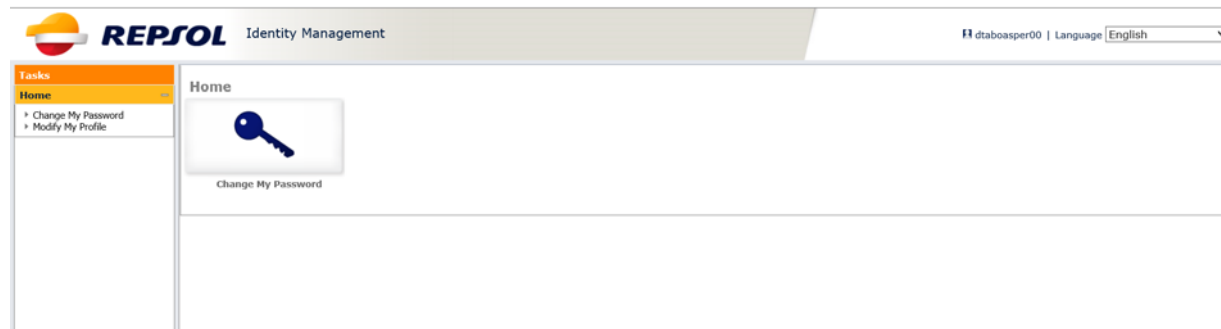 REPSOL Identity Management
dtaboasper00 | Language English
Tasks
Home
Change My Password
Modify My Profile
Home
Change My Password